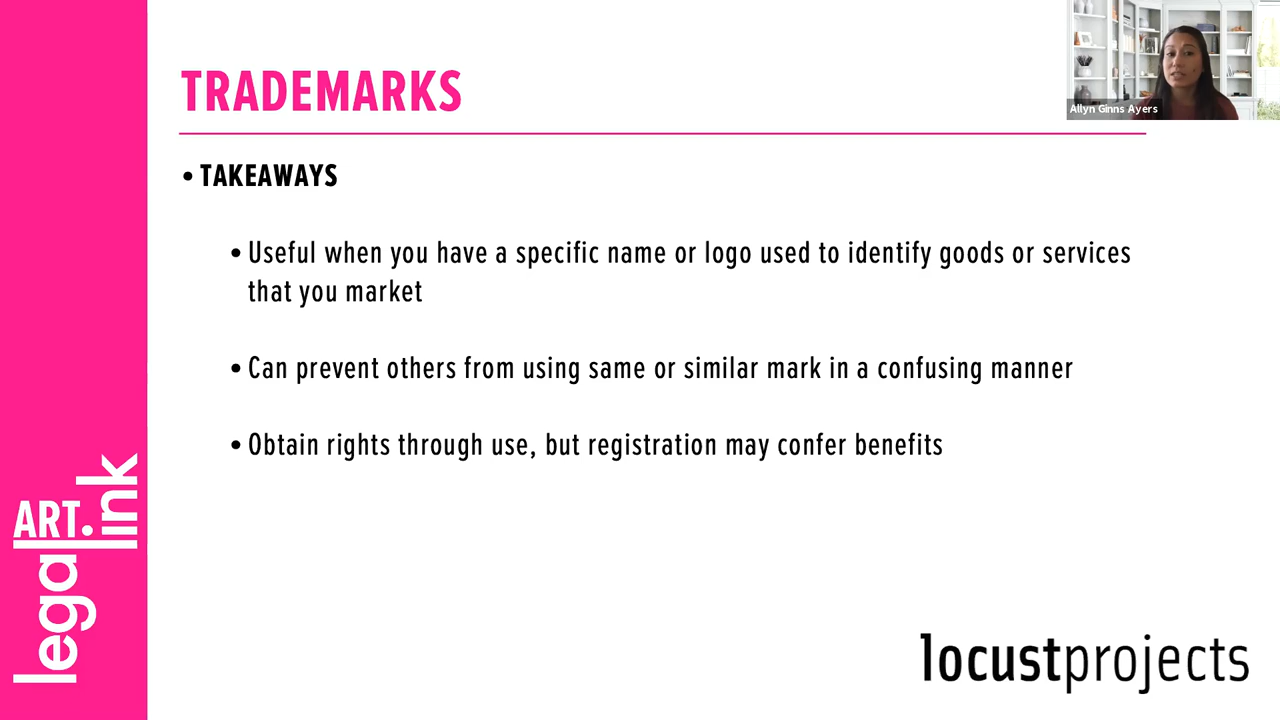 TRADEMARKS
Allyn Ginns Ayers
• TAKEAWAYS
• Useful when you have a specific name or logo used to identify goods or services
that you market
• Can prevent others from using same or similar mark in a confusing manner
• Obtain rights through use, but registration may confer benefits
legal
ART.
link
locustprojects